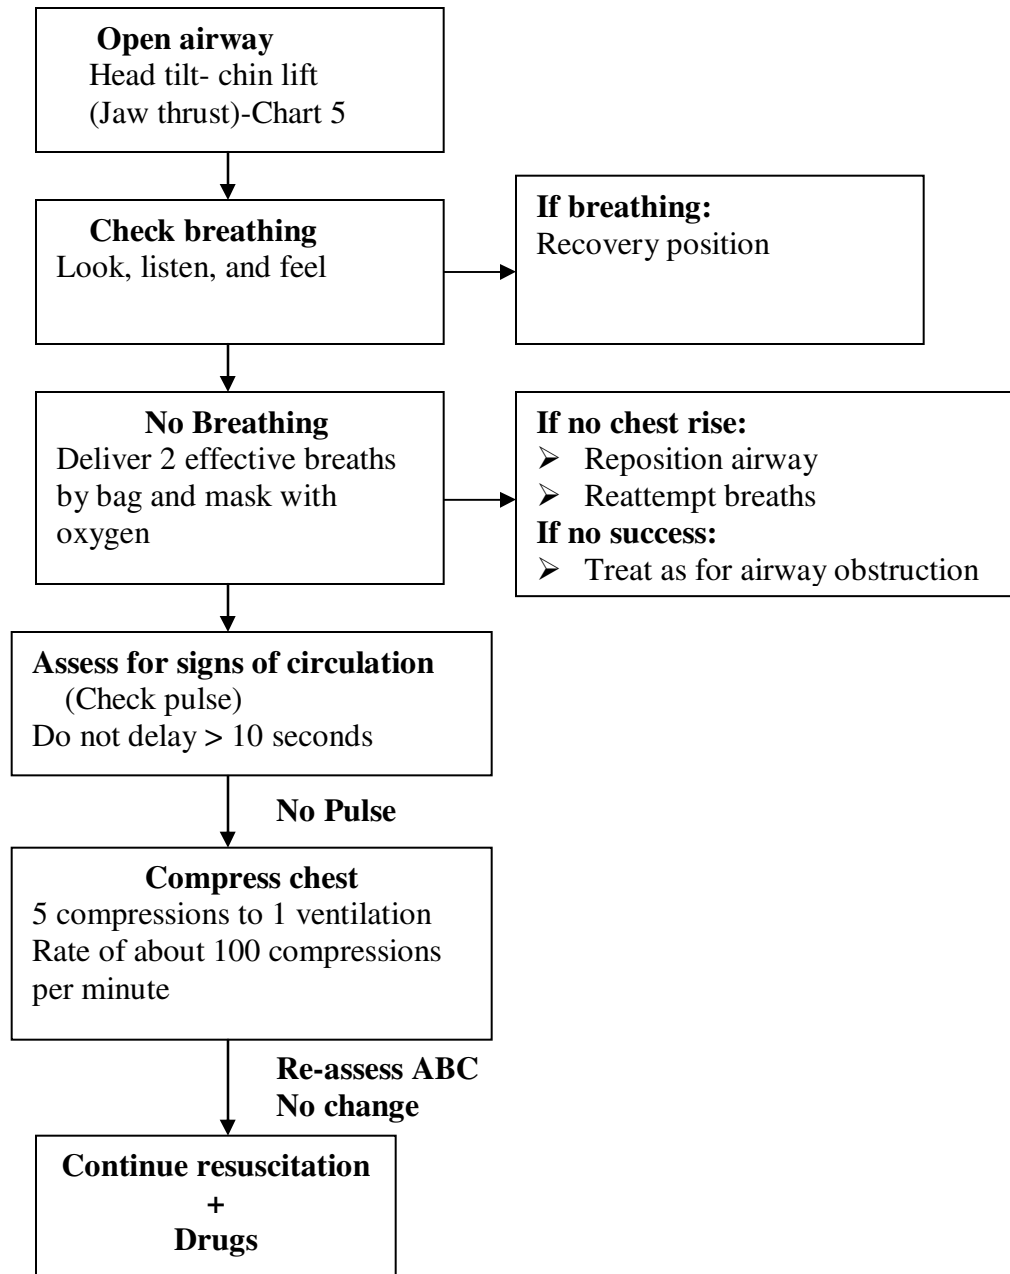 Open airway
Head tilt- chin lift
(Jaw thrust)-Chart 5
Check breathing
Look, listen, and feel
If breathing:
Recovery position
No Breathing
Deliver 2 effective breaths
by bag and mask with
oxygen
If no chest rise:
➢ Reposition airway
➢ Reattempt breaths
If no success:
➢ Treat as for airway obstruction
Assess for signs of circulation
(Check pulse)
Do not delay > 10 seconds
No Pulse
Compress chest
5 compressions to 1 ventilation
Rate of about 100 compressions
per minute
Re-assess ABC
No change
Continue resuscitation
+
Drugs